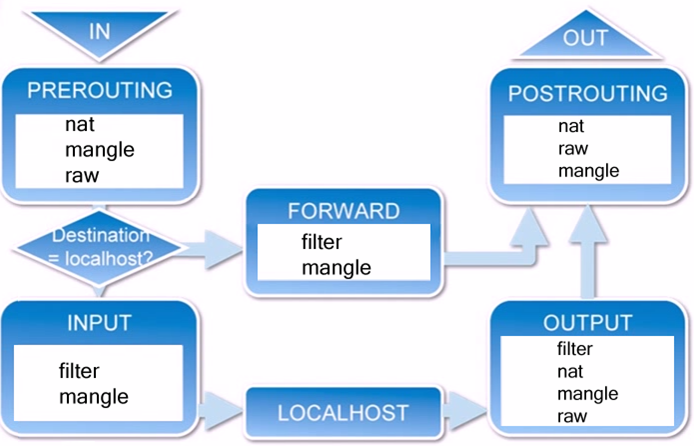 IN
PREROUTING
nat
mangle
raw
Destination
= localhost?
INPUT
filter
mangle
FORWARD
filter
mangle
LOCALHOST
OUT
POSTROUTING
nat
raw
mangle
OUTPUT
filter
nat
mangle
raw